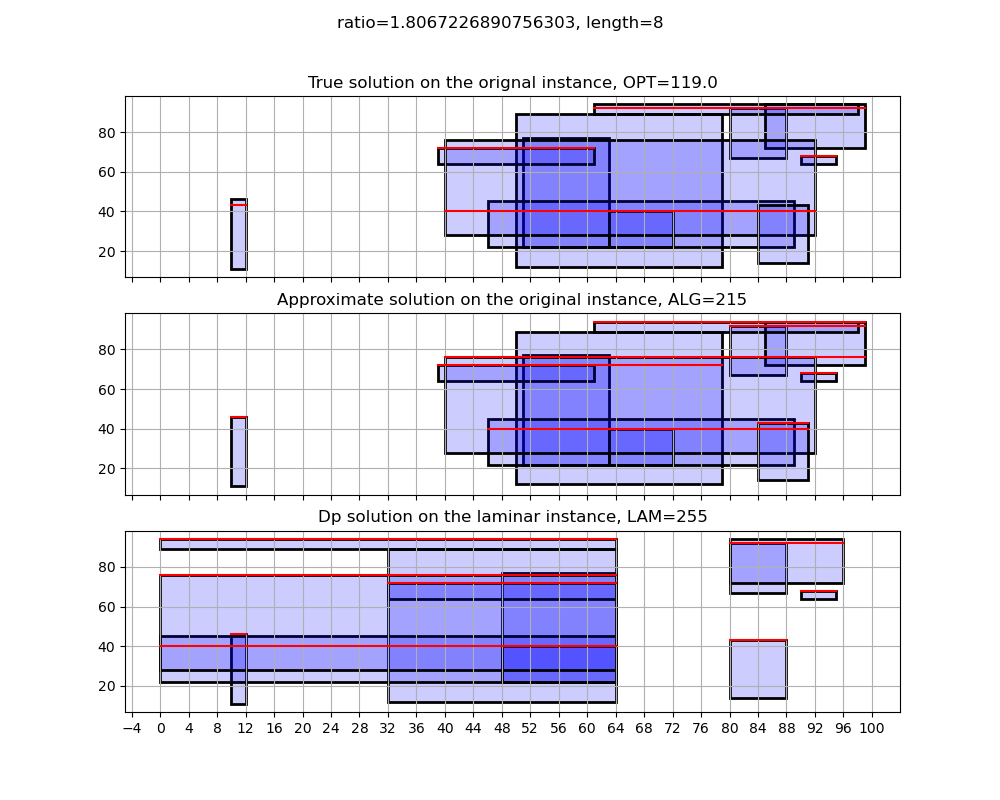 ratio=1.8067226890756303, length=8
True solution on the orignal instance, OPT=119.0
80
60
40
20
Approximate solution on the original instance, ALG=215
80
60
40
20
Dp solution on the laminar instance, LAM=255
80
60
40
20
−4 0 4 8 12 16 20 24 28 32 36 40 44 48 52 56 60 64 68 72 76 80 84 88 92 96 100